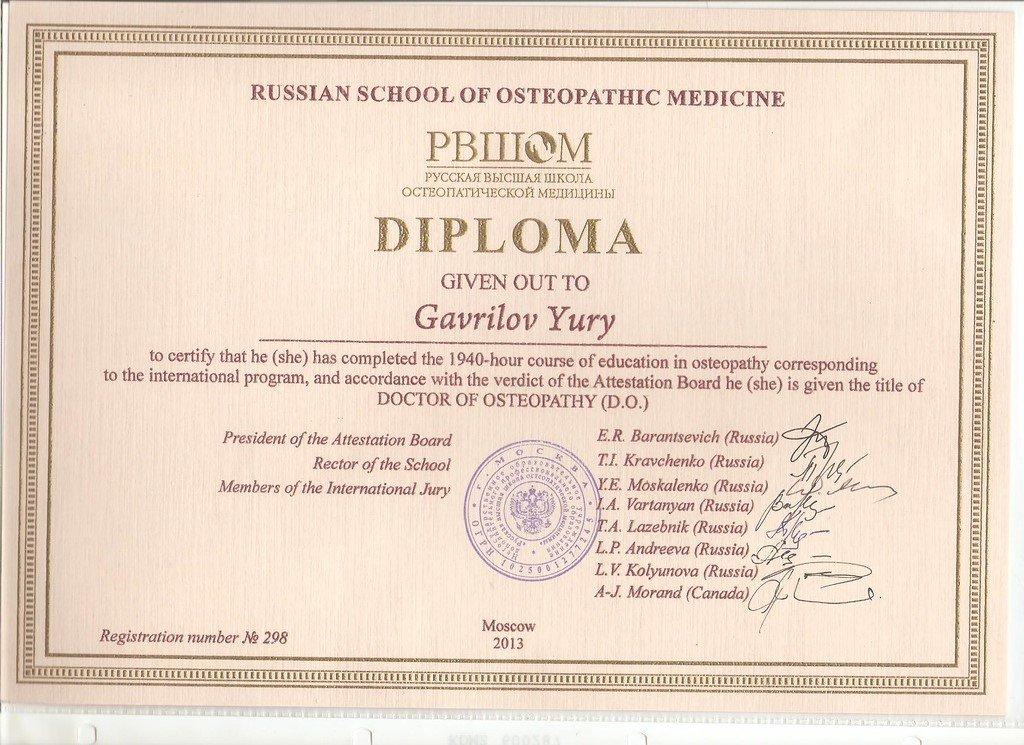 RUSSIAN SCHOOL OF OSTEOPATHIC MEDICINE
РВШОМ
РУССКАЯ ВЫСШАЯ ШКОЛА
ОСТЕОПАТИЧЕСКОЙ МЕДИЦИНЫ
DIPLOMA
GIVEN OUT TO
Gavrilov Yury
to certify that he (she) has completed the 1940-hour course of education in osteopathy corresponding
to the international program, and accordance with the verdict of the Attestation Board he (she) is given the title of
DOCTOR OF OSTEOPATHY (D.O.)
President of the Attestation Board
Rector of the School
Members of the International Jury
E.R. Barantsevich (Russia)
T.I. Kravchenko (Russia)
Y.E. Moskalenko (Russia)
I.A. Vartanyan (Russia)
T.A. Lazebnik (Russia)
L.P. Andreeva (Russia)
L.V. Kolyunova (Russia)
A-J. Morand (Canada)
г. МОСКВА
ОГРН
Registration number № 298
Moscow
2013